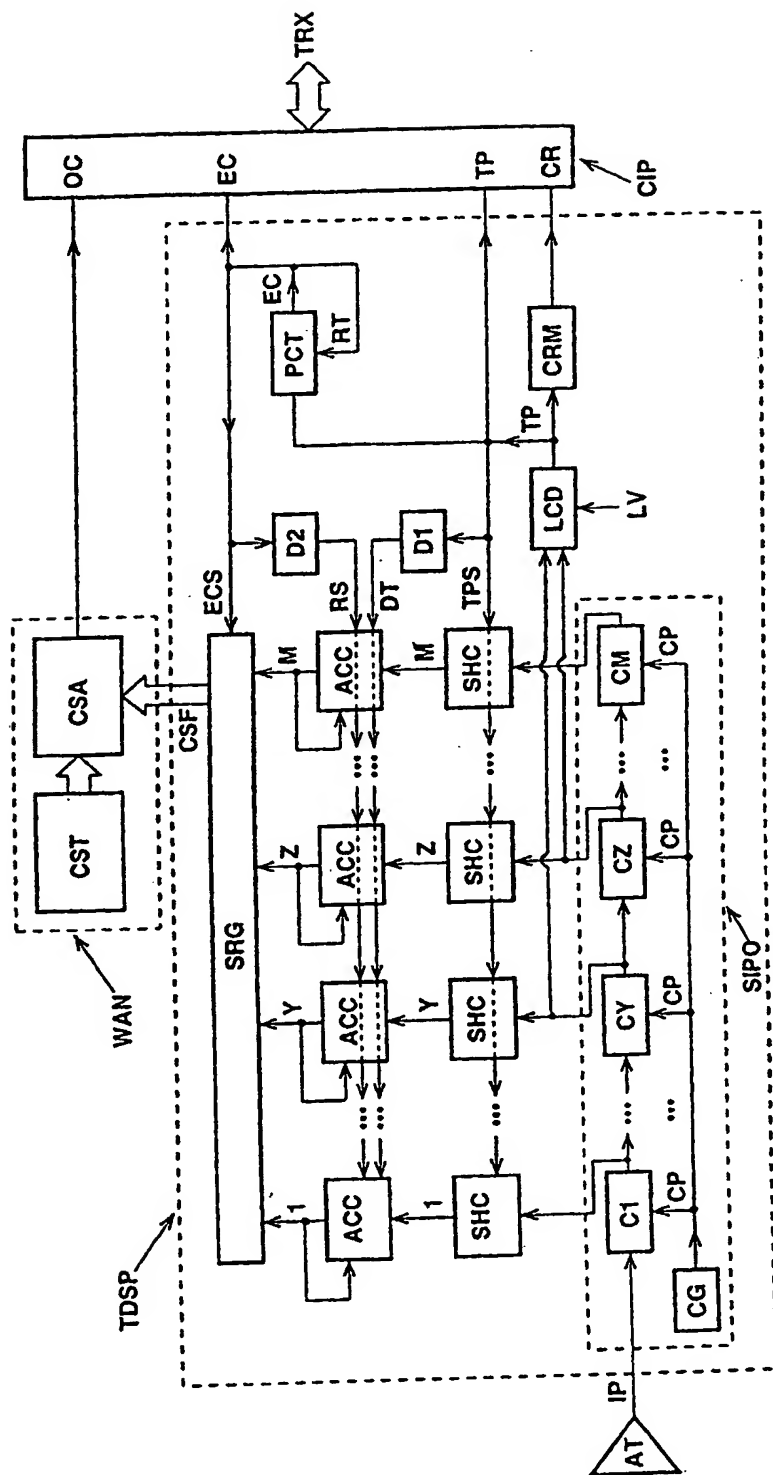 WAN
CST
CSA
OC
TRX
CSF
TDSP
ECS
EC
SRG
EC
1
Y
Z
M
D2
PCT
RT
RS
ACC
...
ACC
ACC
...
ACC
...
...
DT
D1
1
Y
Z
M
TPS
TP
SHC
...
SHC
SHC
...
SHC
TP
CR
LCD
CRM
CIP
LV
IP
AT
C1
...
CY
CZ
...
CM
CP
...
CP
CP
...
CP
CG
SIPO